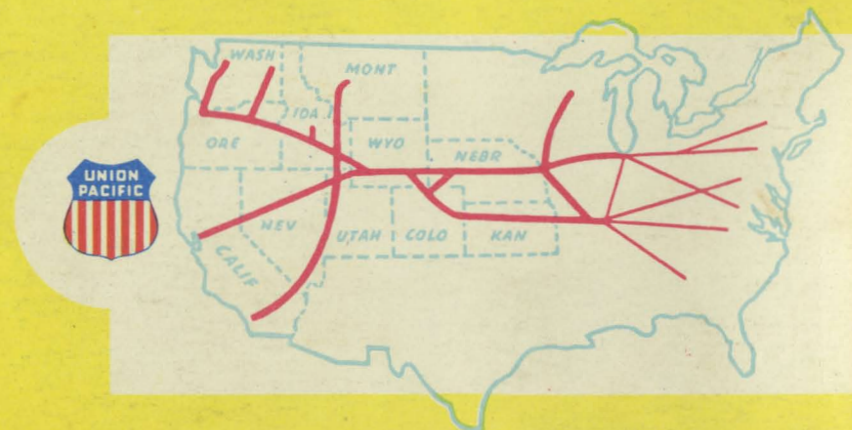 UNION
PACIFIC
WASH
MONT
IDA
ORE
WYO
NEBR
NEV
UTAH
COLO
KAN
CALIF